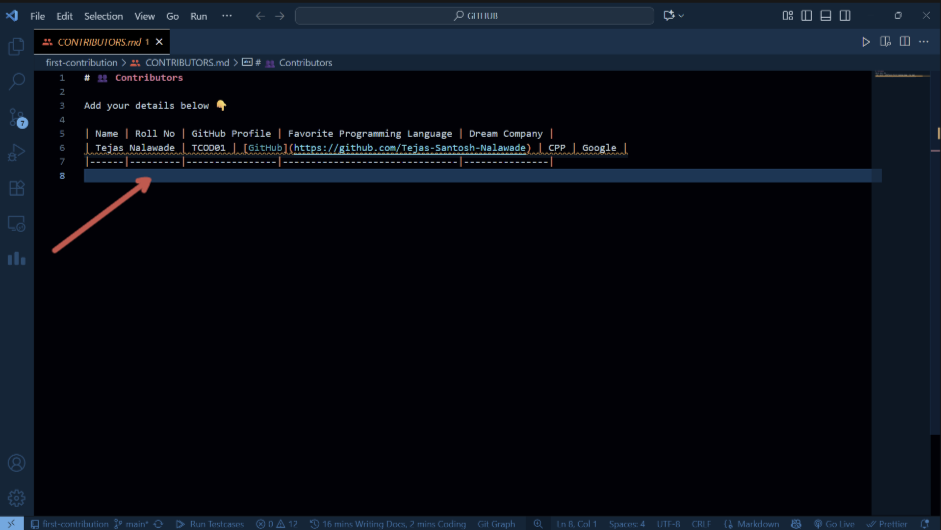 File Edit Selection View Go Run ··· GITHUB
CONTRIBUTORS.md 1
first-contribution > CONTRIBUTORS.md > # Contributors
1 # 👥 Contributors
2
3 Add your details below 👇
4
5 | Name | Roll No | GitHub Profile | Favorite Programming Language | Dream Company |
6 | Tejas Nalawade | TCOD01 | [GitHub](https://github.com/Tejas-Santosh-Nalawade) | CPP | Google |
7 |------|---------|----------------|-------------------------------|---------------|
8
7
first-contribution main* Run Testcases 0 12 16 mins Writing Docs, 2 mins Coding Git Graph Ln 8, Col 1 Spaces: 4 UTF-8 CRLF Markdown Go Live Prettier